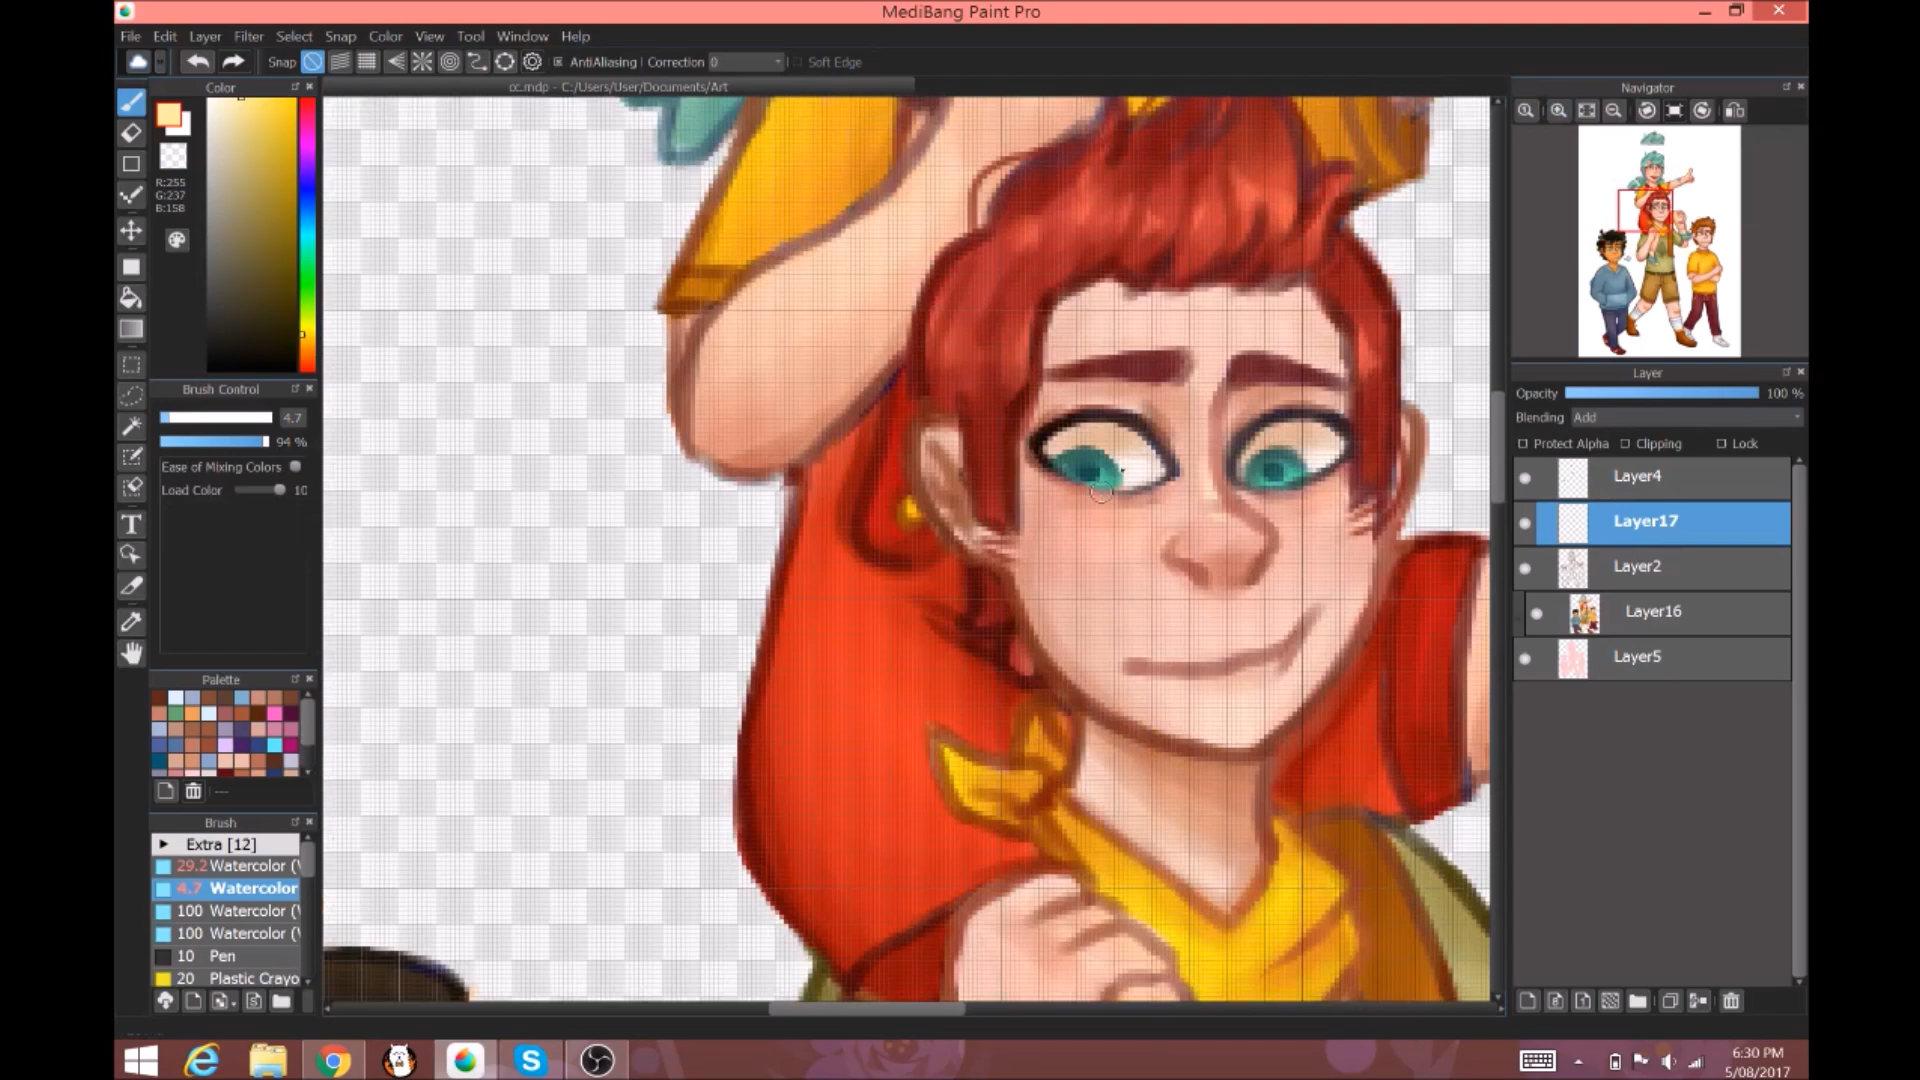 MediBang Paint Pro
File Edit Layer Filter Select Snap Color View Tool Window Help
Snap AntiAliasing Correction 0 Soft Edge
Color
cc.mdp - C:/Users/User/Documents/Art
Navigator
R:255
G:237
B:158
Layer
Brush Control
Opacity 100 %
4.7
Blending Add
94 %
Protect Alpha Clipping Lock
Ease of Mixing Colors
Load Color 10
Layer4
Layer17
Layer2
Layer16
Layer5
Palette
---
Brush
Extra [12]
29.2 Watercolor (
4.7 Watercolor
100 Watercolor (
100 Watercolor (
10 Pen
20 Plastic Crayo
T
6:30 PM
5/08/2017